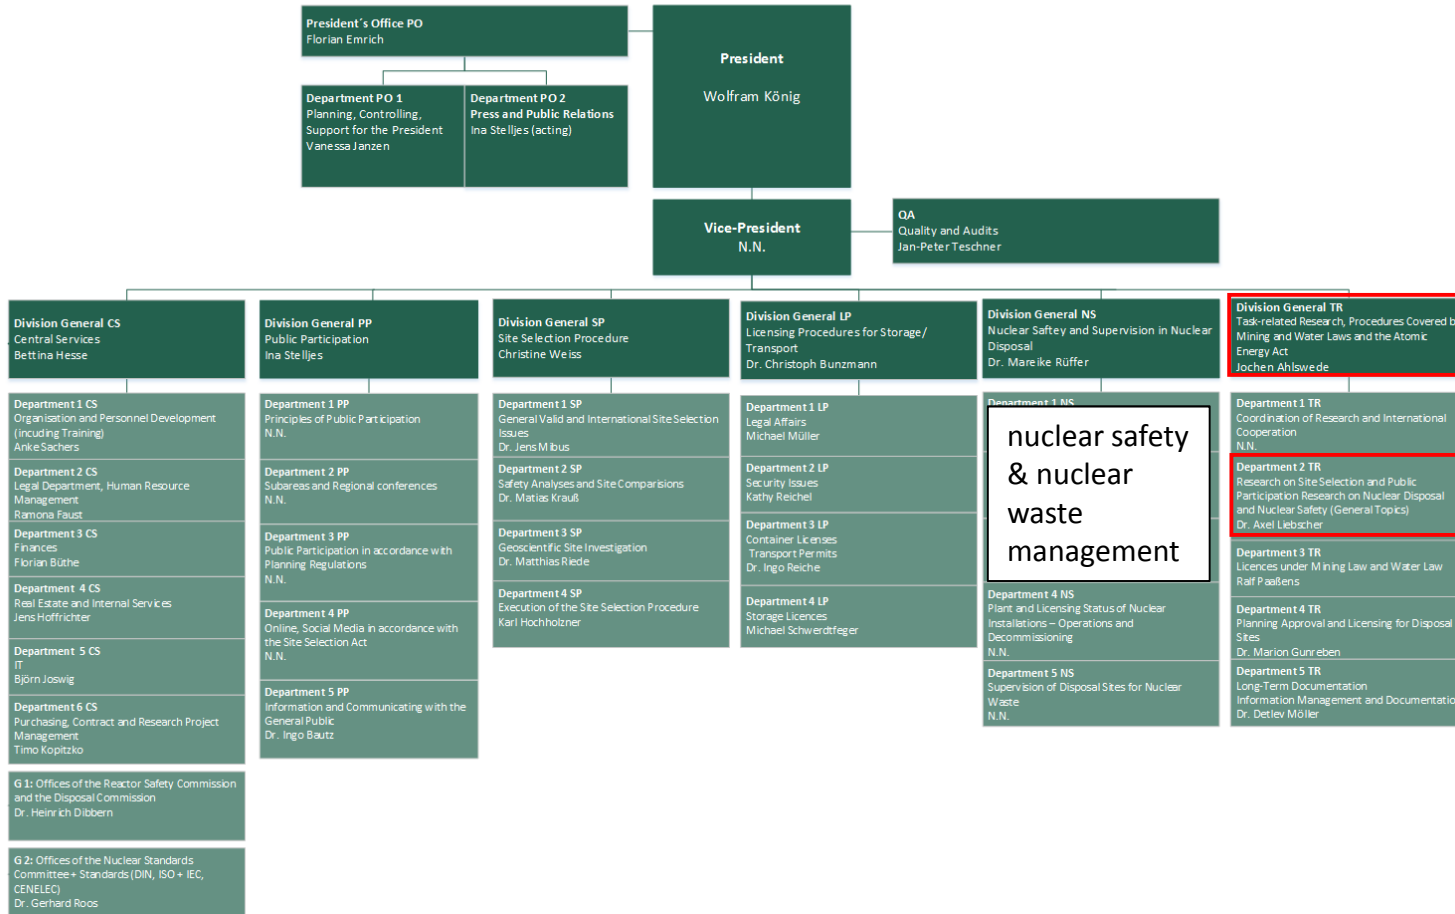 President´s Office PO
Florian Emrich
Department PO 1
Planning, Controlling,
Support for the President
Vanessa Janzen
Department PO 2
Press and Public Relations
Ina Stelljes (acting)
President
Wolfram König
Vice-President
N.N.
QA
Quality and Audits
Jan-Peter Teschner
Division General CS
Central Services
Bettina Hesse
Department 1 CS
Organisation and Personnel Development
(incuding Training)
Anke Sachers
Department 2 CS
Legal Department, Human Resource
Management
Ramona Faust
Department 3 CS
Finances
Florian Büthe
Department 4 CS
Real Estate and Internal Services
Jens Hoffrichter
Department 5 CS
IT
Björn Joswig
Department 6 CS
Purchasing, Contract and Research Project
Management
Timo Kopitzko
G 1: Offices of the Reactor Safety Commission
and the Disposal Commission
Dr. Heinrich Dibbern
G 2: Offices of the Nuclear Standards
Committee + Standards (DIN, ISO + IEC,
CENELEC)
Dr. Gerhard Roos
Division General PP
Public Participation
Ina Stelljes
Department 1 PP
Principles of Public Participation
N.N.
Department 2 PP
Subareas and Regional conferences
N.N.
Department 3 PP
Public Participation in accordance with
Planning Regulations
N.N.
Department 4 PP
Online, Social Media in accordance with
the Site Selection Act
N.N.
Department 5 PP
Information and Communicating with the
General Public
Dr. Ingo Bautz
Division General SP
Site Selection Procedure
Christine Weiss
Department 1 SP
General Valid and International Site Selection
Issues
Dr. Jens Mibus
Department 2 SP
Safety Analyses and Site Comparisions
Dr. Matias Krauß
Department 3 SP
Geoscientific Site Investigation
Dr. Matthias Riede
Department 4 SP
Execution of the Site Selection Procedure
Karl Hochholzner
Division General LP
Licensing Procedures for Storage/
Transport
Dr. Christoph Bunzmann
Department 1 LP
Legal Affairs
Michael Müller
Department 2 LP
Security Issues
Kathy Reichel
Department 3 LP
Container Licenses
Transport Permits
Dr. Ingo Reiche
Department 4 LP
Storage Licences
Michael Schwerdtfeger
Division General NS
Nuclear Saftey and Supervision in Nuclear
Disposal
Dr. Mareike Rüffer
Department 1 NS
nuclear safety
& nuclear
waste
management
Department 4 NS
Plant and Licensing Status of Nuclear
Installations – Operations and
Decommissioning
N.N.
Department 5 NS
Supervision of Disposal Sites for Nuclear
Waste
N.N.
Division General TR
Task-related Research, Procedures Covered b
Mining and Water Laws and the Atomic
Energy Act
Jochen Ahlswede
Department 1 TR
Coordination of Research and International
Cooperation
N.N.
Department 2 TR
Research on Site Selection and Public
Participation Research on Nuclear Disposal
and Nuclear Safety (General Topics)
Dr. Axel Liebscher
Department 3 TR
Licences under Mining Law and Water Law
Ralf Paaßens
Department 4 TR
Planning Approval and Licensing for Disposal
Sites
Dr. Marion Gunreben
Department 5 TR
Long-Term Documentation
Information Management and Documentatio
Dr. Detlev Möller